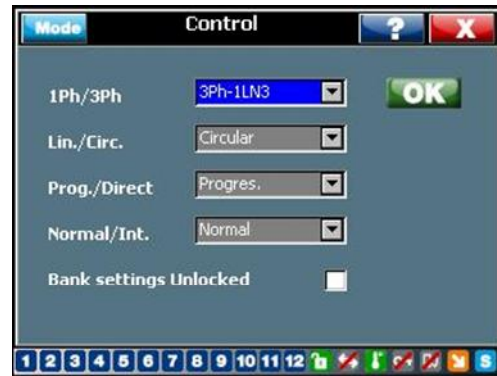 Mode Control ? X
1Ph/3Ph 3Ph-1LN3 OK
Lin./Circ. Circular
Prog./Direct Progres.
Normal/Int. Normal
Bank settings Unlocked
1 2 3 4 5 6 7 8 9 10 11 12 S